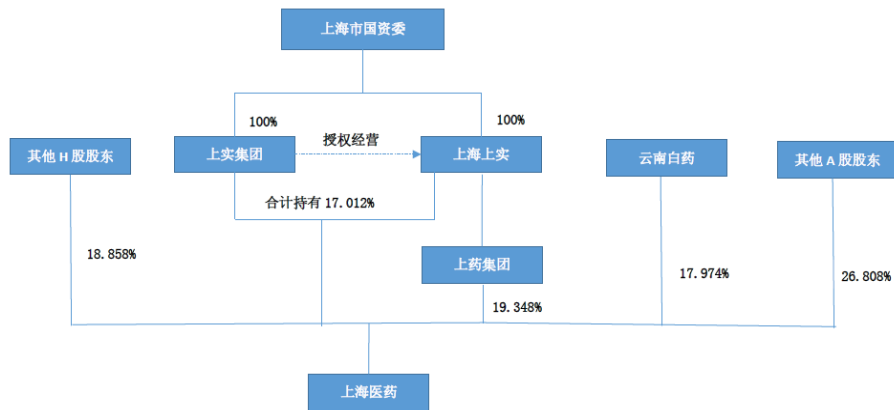 上海市国资委
100%
100%
授权经营
其他 H 股股东
上实集团
上海上实
云南白药
其他 A 股股东
合计持有 17.012%
18.858%
上药集团
17.974%
26.808%
19.348%
上海医药